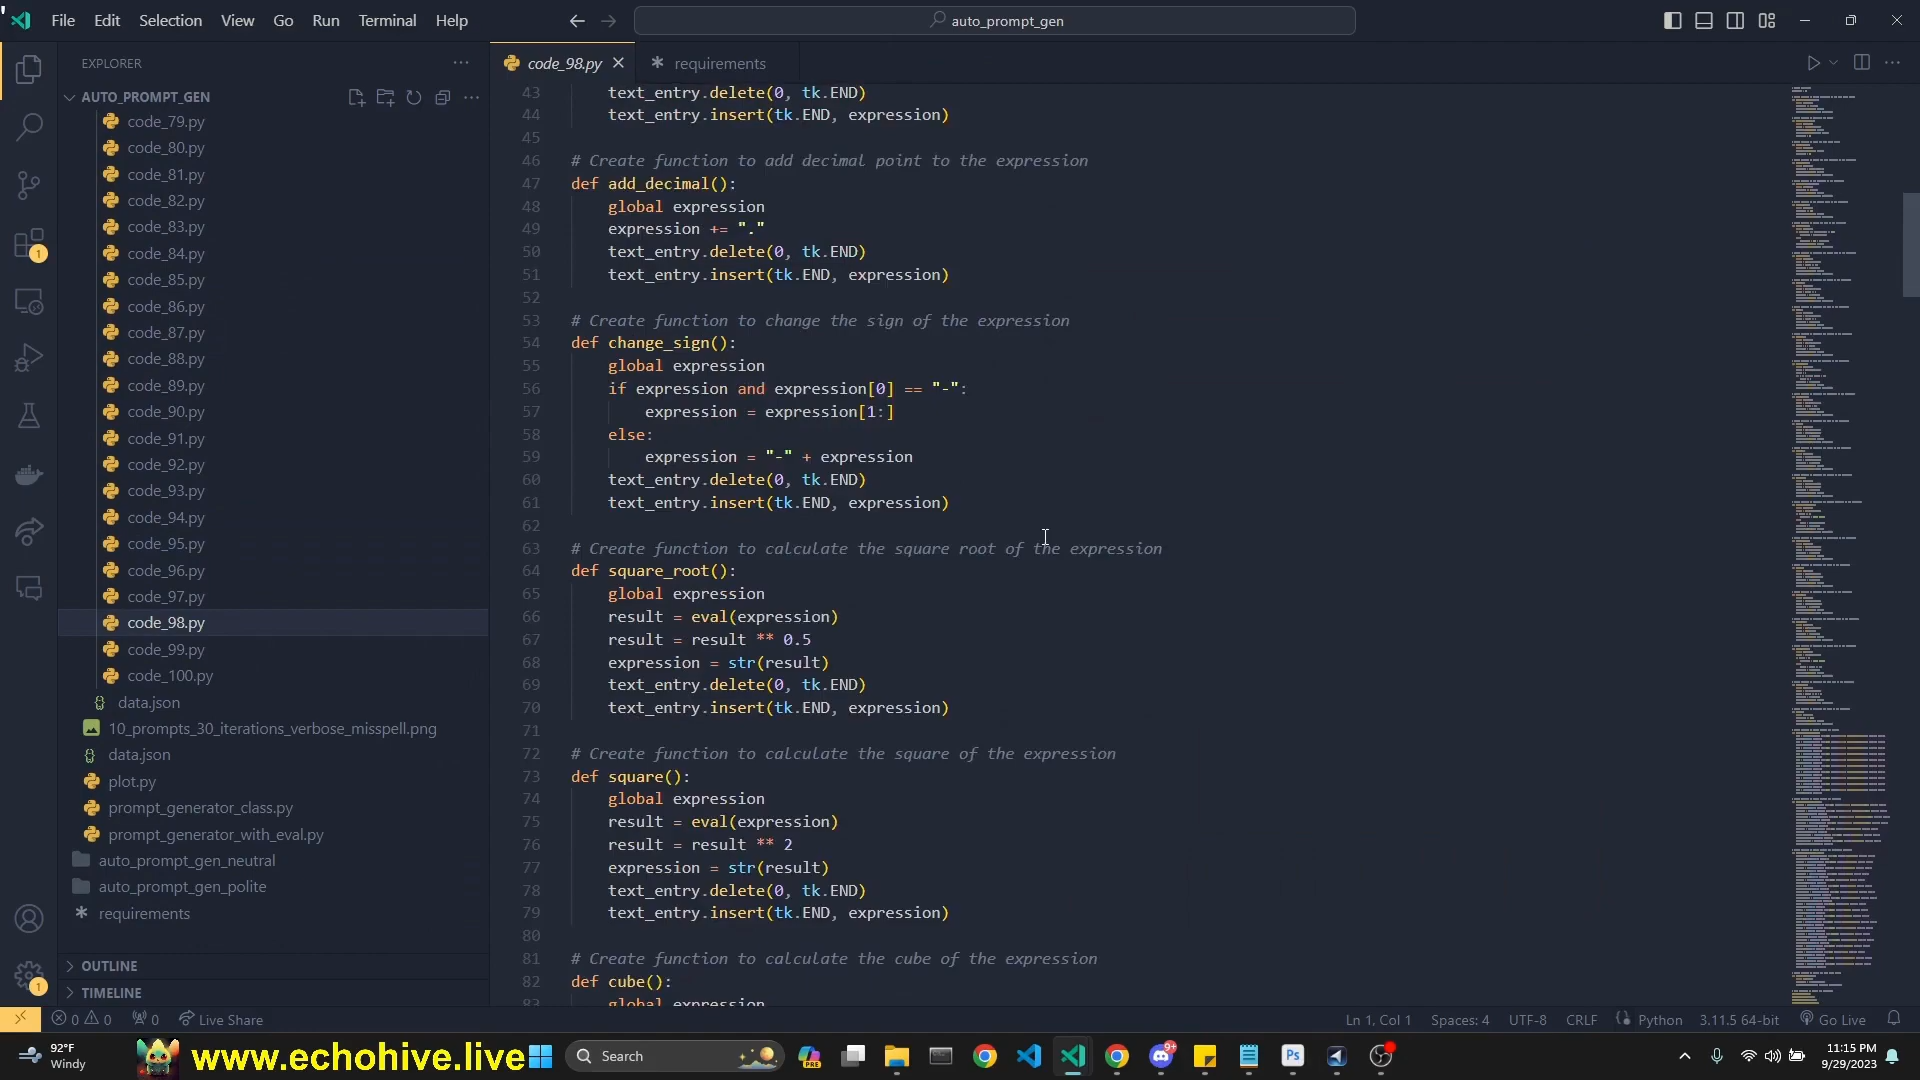 File Edit Selection View Go Run Terminal Help
auto_prompt_gen
EXPLORER
AUTO_PROMPT_GEN
code_79.py
code_80.py
code_81.py
code_82.py
code_83.py
code_84.py
code_85.py
code_86.py
code_87.py
code_88.py
code_89.py
code_90.py
code_91.py
code_92.py
code_93.py
code_94.py
code_95.py
code_96.py
code_97.py
code_98.py
code_99.py
code_100.py
data.json
10_prompts_30_iterations_verbose_misspell.png
data.json
plot.py
prompt_generator_class.py
prompt_generator_with_eval.py
auto_prompt_gen_neutral
auto_prompt_gen_polite
requirements
OUTLINE
TIMELINE
code_98.py requirements
43 text_entry.delete(0, tk.END)
44 text_entry.insert(tk.END, expression)
45
46 # Create function to add decimal point to the expression
47 def add_decimal():
48 global expression
49 expression += "."
50 text_entry.delete(0, tk.END)
51 text_entry.insert(tk.END, expression)
52
53 # Create function to change the sign of the expression
54 def change_sign():
55 global expression
56 if expression and expression[0] == "-":
57 expression = expression[1:]
58 else:
59 expression = "-" + expression
60 text_entry.delete(0, tk.END)
61 text_entry.insert(tk.END, expression)
62
63 # Create function to calculate the square root of the expression
64 def square_root():
65 global expression
66 result = eval(expression)
67 result = result ** 0.5
68 expression = str(result)
69 text_entry.delete(0, tk.END)
70 text_entry.insert(tk.END, expression)
71
72 # Create function to calculate the square of the expression
73 def square():
74 global expression
75 result = eval(expression)
76 result = result ** 2
77 expression = str(result)
78 text_entry.delete(0, tk.END)
79 text_entry.insert(tk.END, expression)
80
81 # Create function to calculate the cube of the expression
82 def cube():
83 global expression
0 0 0 Live Share Ln 1, Col 1 Spaces: 4 UTF-8 CRLF Python 3.11.5 64-bit Go Live
92°F
Windy
www.echohive.live
Search
PRE
9+
Ps
11:15 PM
9/29/2023